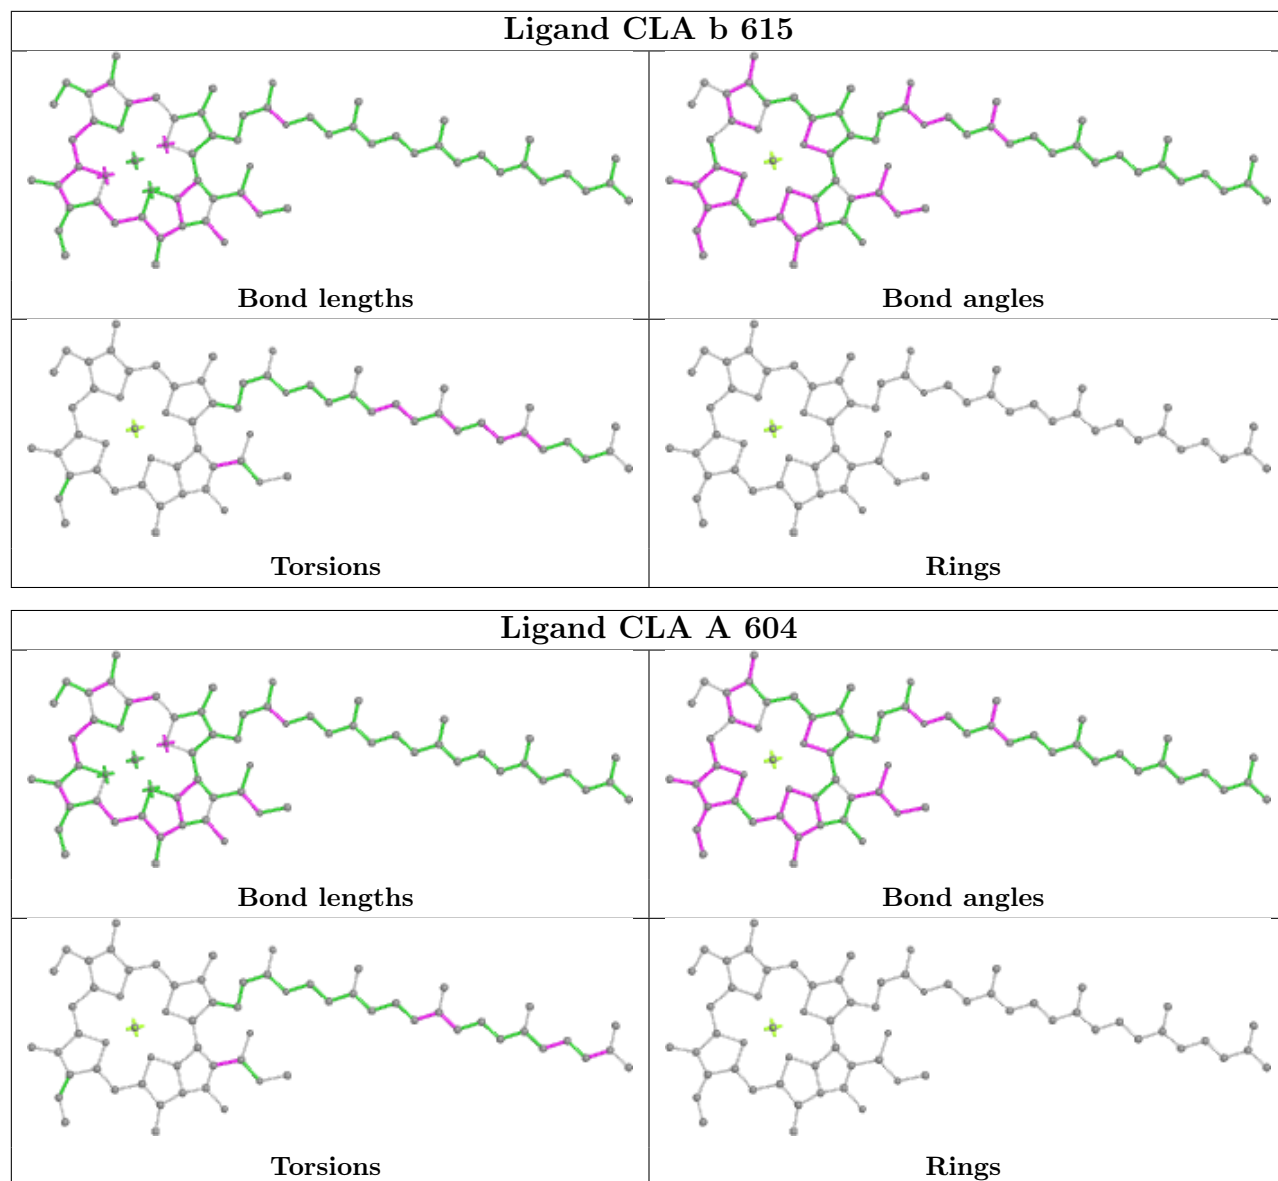 Ligand CLA b 615
Bond lengths
Bond angles
Torsions
Rings
Ligand CLA A 604
Bond lengths
Bond angles
Torsions
Rings